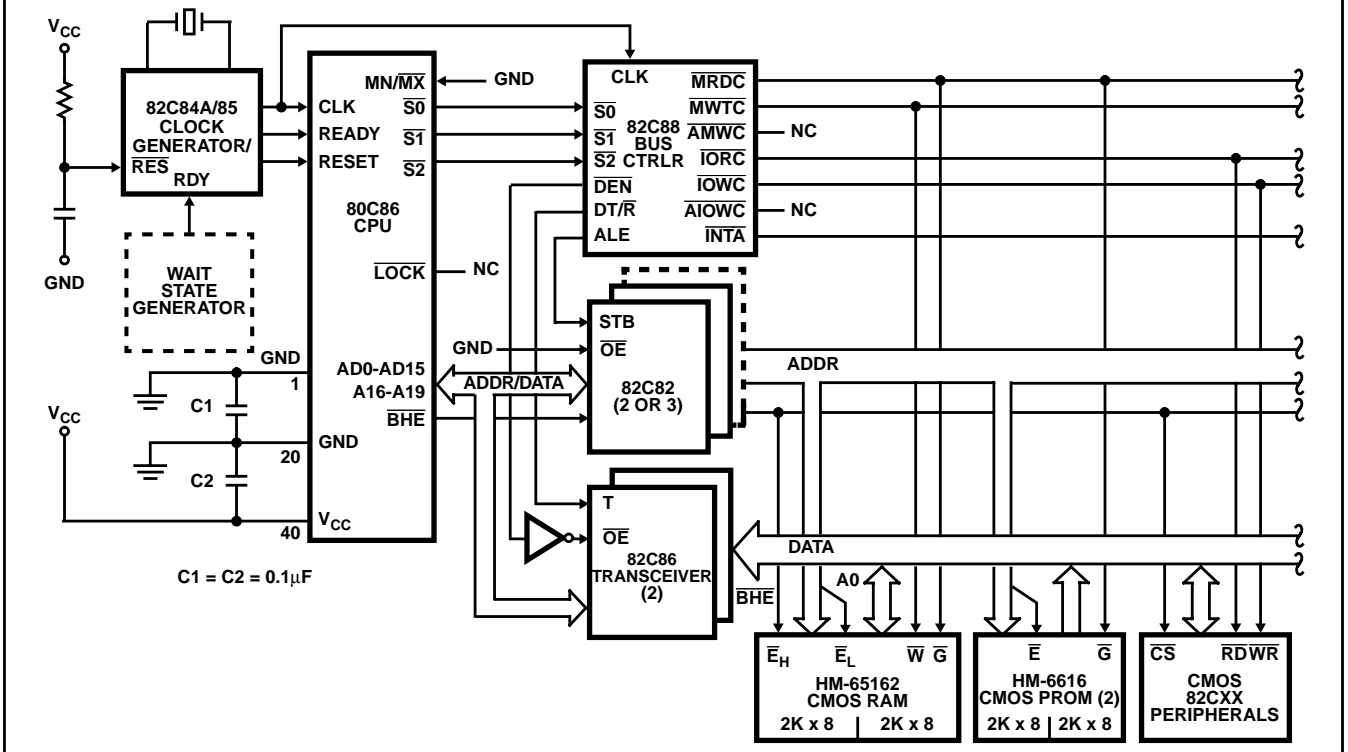 VCC
82C84A/85
CLOCK
GENERATOR/
RES
RDY
GND
WAIT
STATE
GENERATOR
MN/MX
GND
CLK
S0
READY
S1
RESET
S2
80C86
CPU
LOCK
NC
GND
1
AD0-AD15
A16-A19
ADDR/DATA
BHE
C1
GND
20
C2
VCC
VCC
40
C1 = C2 = 0.1μF
CLK
MRDC
S0
82C88
BUS
CTRLR
MWTC
S1
AMWC
NC
S2
IORC
DEN
IOWC
DT/R
AIOWC
NC
ALE
INTA
STB
GND
OE
82C82
(2 OR 3)
ADDR
T
OE
82C86
TRANSCEIVER
(2)
DATA
BHE
A0
EH
EL
W
G
HM-65162
CMOS RAM
2K x 8
2K x 8
E
G
HM-6616
CMOS PROM (2)
2K x 8
2K x 8
CS
RD
WR
CMOS
82CXX
PERIPHERALS